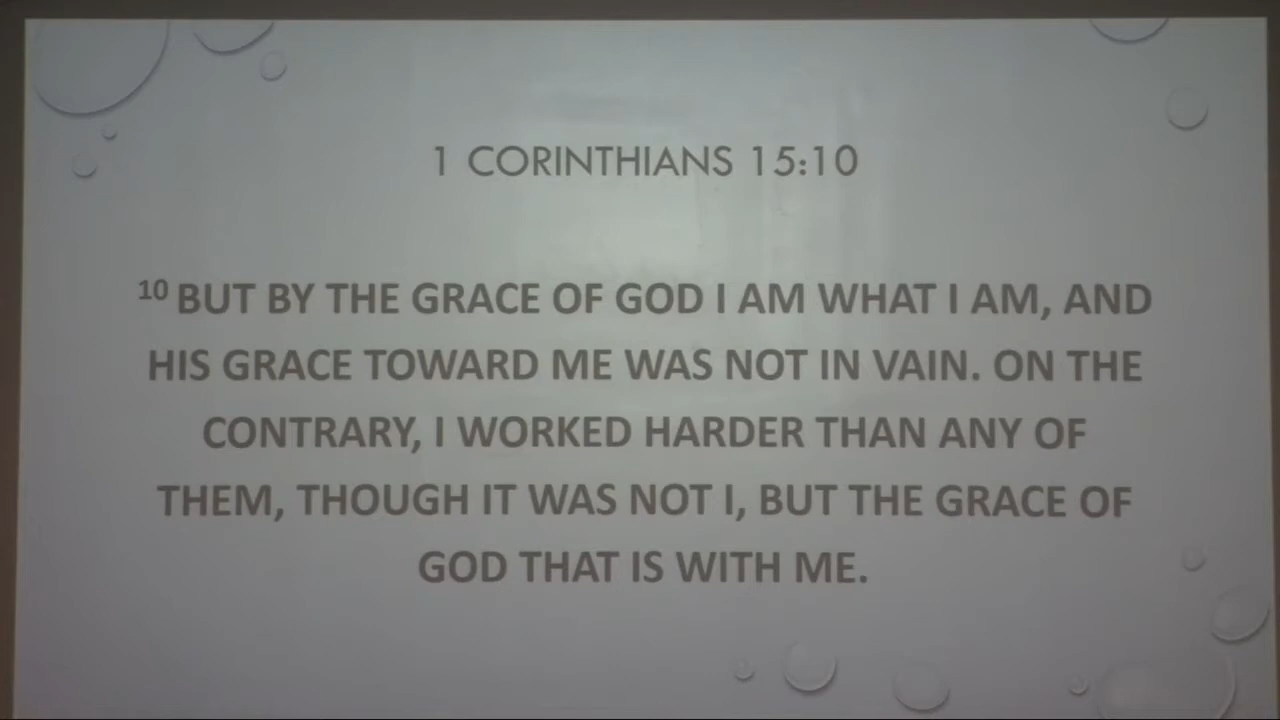 1 CORINTHIANS 15:10
10 BUT BY THE GRACE OF GOD I AM WHAT I AM, AND
HIS GRACE TOWARD ME WAS NOT IN VAIN. ON THE
CONTRARY, I WORKED HARDER THAN ANY OF
THEM, THOUGH IT WAS NOT I, BUT THE GRACE OF
GOD THAT IS WITH ME.